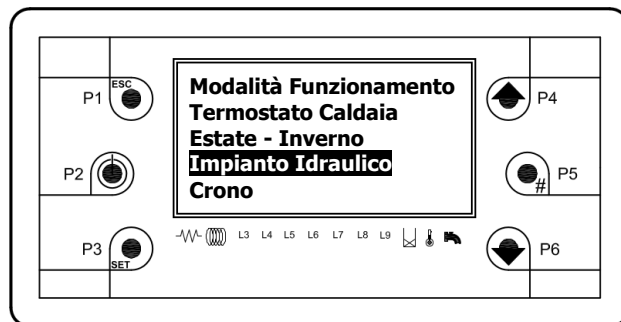 ESC
P1
P2
P3
SET
Modalità Funzionamento
Termostato Caldaia
Estate - Inverno
Impianto Idraulico
Crono
L3 L4 L5 L6 L7 L8 L9
P4
P5
#
P6